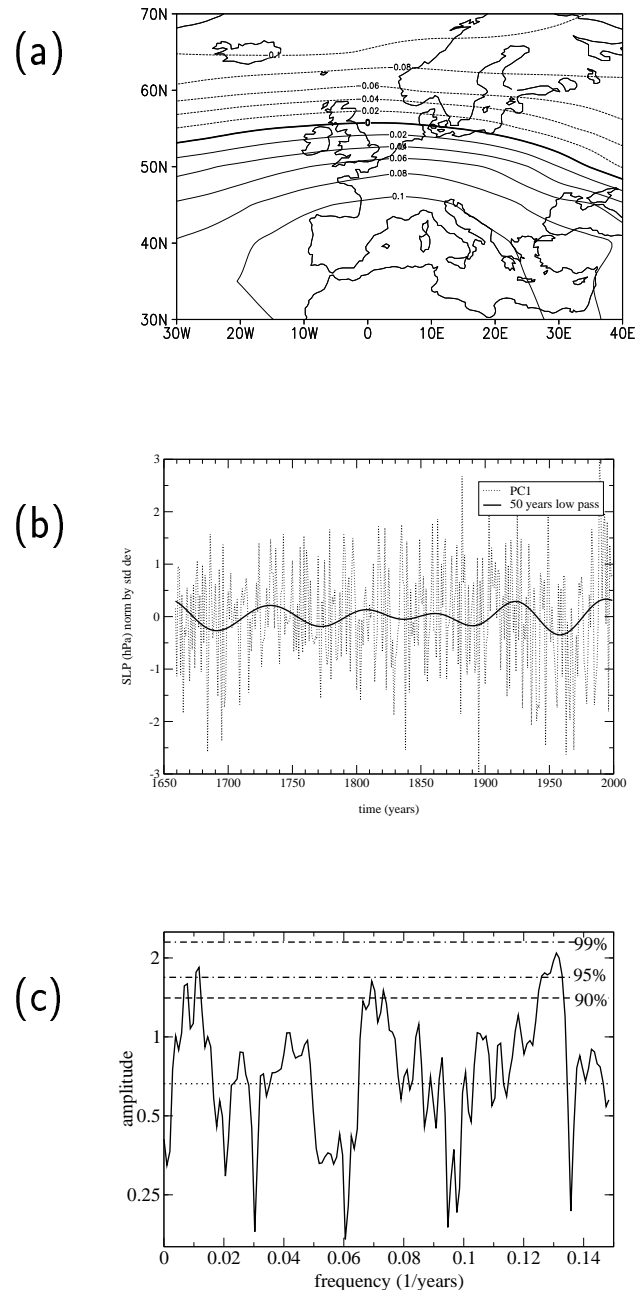 (a)
70N
60N
50N
40N
30N
30W
20W
10W
0
10E
20E
30E
40E
0.1
0.08
0.06
0.04
0.02
0
0.02
0.04
0.06
0.08
0.1
(b)
SLP (hPa) norm by std dev
3
2
1
0
-1
-2
-3
PC1
50 years low pass
1650
1700
1750
1800
1850
1900
1950
2000
time (years)
(c)
amplitude
2
1
0.5
0.25
99%
95%
90%
0
0.02
0.04
0.06
0.08
0.1
0.12
0.14
frequency (1/years)